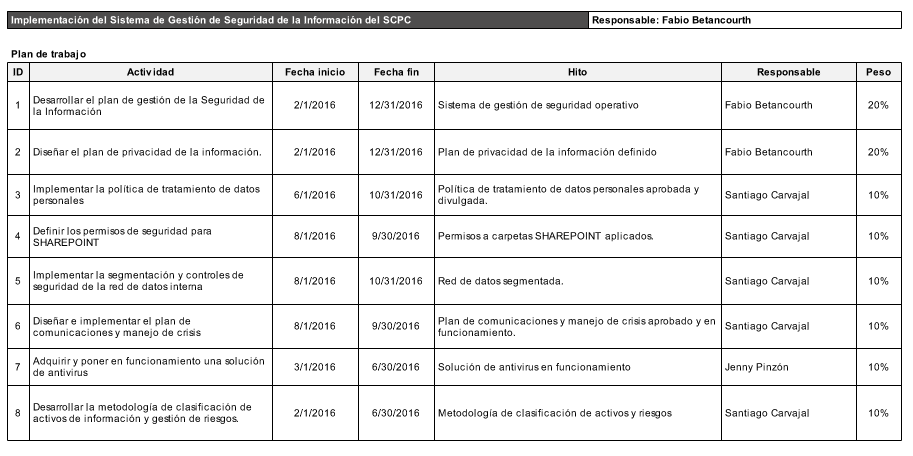 Implementación del Sistema de Gestión de Seguridad de la Información del SCPC Responsable: Fabio Betancourth
Plan de trabajo
ID Actividad Fecha inicio Fecha fin Hito Responsable Peso
1 Desarrollar el plan de gestión de la Seguridad de la Información 2/1/2016 12/31/2016 Sistema de gestión de seguridad operativo Fabio Betancourth 20%
2 Diseñar el plan de privacidad de la información. 2/1/2016 12/31/2016 Plan de privacidad de la información definido Fabio Betancourth 20%
3 Implementar la política de tratamiento de datos personales 6/1/2016 10/31/2016 Política de tratamiento de datos personales aprobada y divulgada. Santiago Carvajal 10%
4 Definir los permisos de seguridad para SHAREPOINT 8/1/2016 9/30/2016 Permisos a carpetas SHAREPOINT aplicados. Santiago Carvajal 10%
5 Implementar la segmentación y controles de seguridad de la red de datos interna 8/1/2016 10/31/2016 Red de datos segmentada. Santiago Carvajal 10%
6 Diseñar e implementar el plan de comunicaciones y manejo de crisis 8/1/2016 9/30/2016 Plan de comunicaciones y manejo de crisis aprobado y en funcionamiento. Santiago Carvajal 10%
7 Adquirir y poner en funcionamiento una solución de antivirus 3/1/2016 6/30/2016 Solución de antivirus en funcionamiento Jenny Pinzón 10%
8 Desarrollar la metodología de clasificación de activos de información y gestión de riesgos. 2/1/2016 6/30/2016 Metodología de clasificación de activos y riesgos Santiago Carvajal 10%